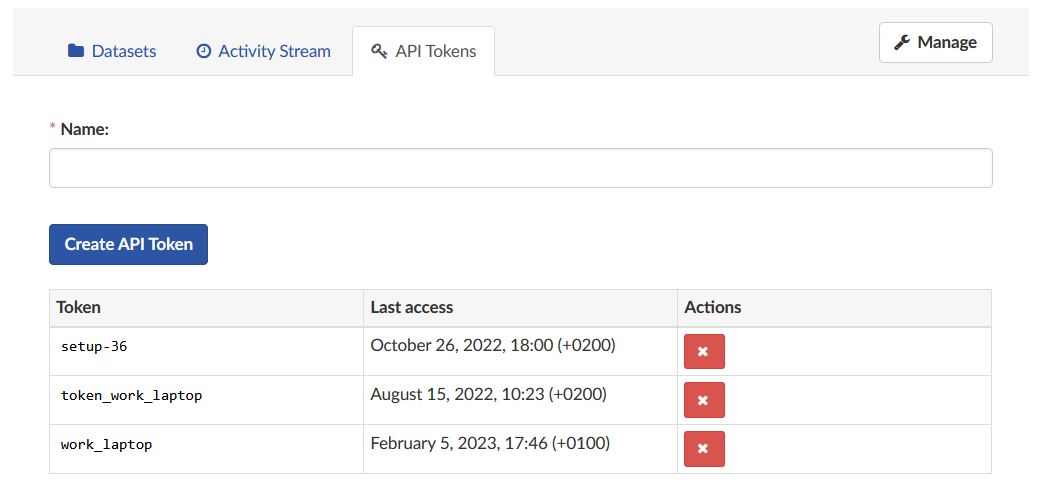 Datasets Activity Stream API Tokens Manage
* Name:
Create API Token
Token Last access Actions
setup-36 October 26, 2022, 18:00 (+0200)
token_work_laptop August 15, 2022, 10:23 (+0200)
work_laptop February 5, 2023, 17:46 (+0100)